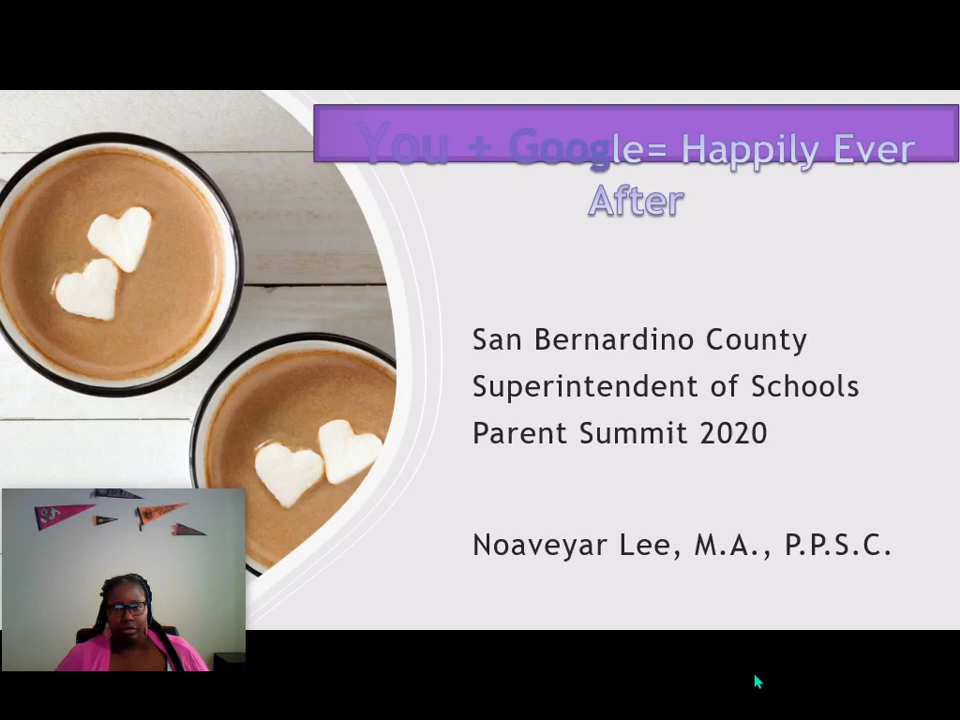 You + Google= Happily Ever
After
San Bernardino County
Superintendent of Schools
Parent Summit 2020
Noaveyar Lee, M.A., P.P.S.C.